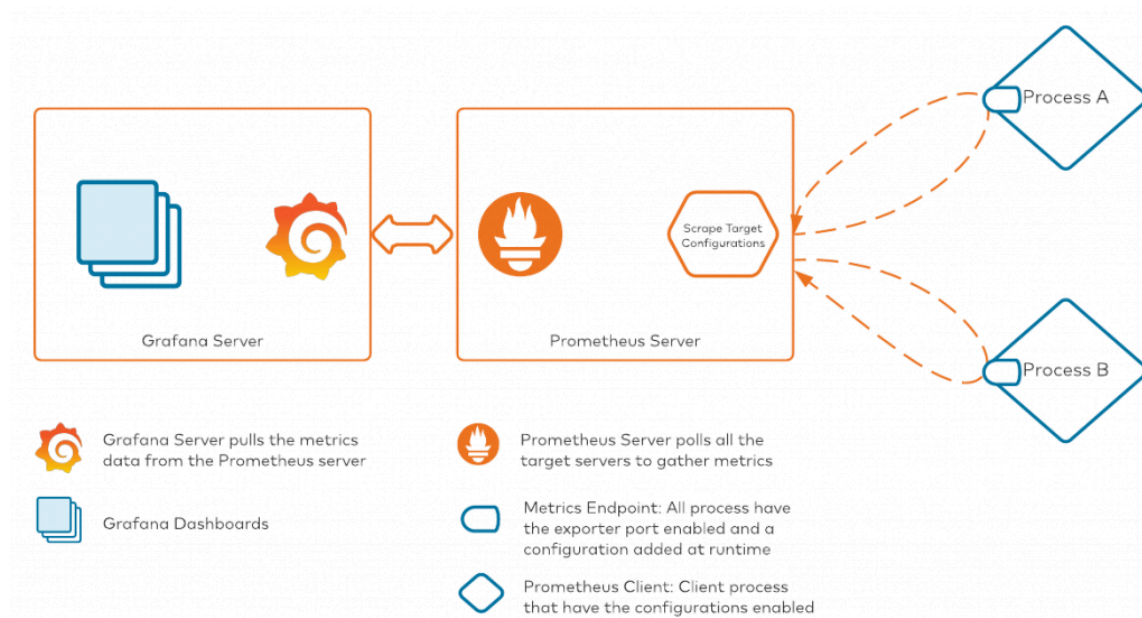 Process A
Scrape Target
Configurations
Grafana Server
Prometheus Server
Process B
Grafana Server pulls the metrics
data from the Prometheus server
Grafana Dashboards
Prometheus Server polls all the
target servers to gather metrics
Metrics Endpoint: All process have
the exporter port enabled and a
configuration added at runtime
Prometheus Client: Client process
that have the configurations enabled